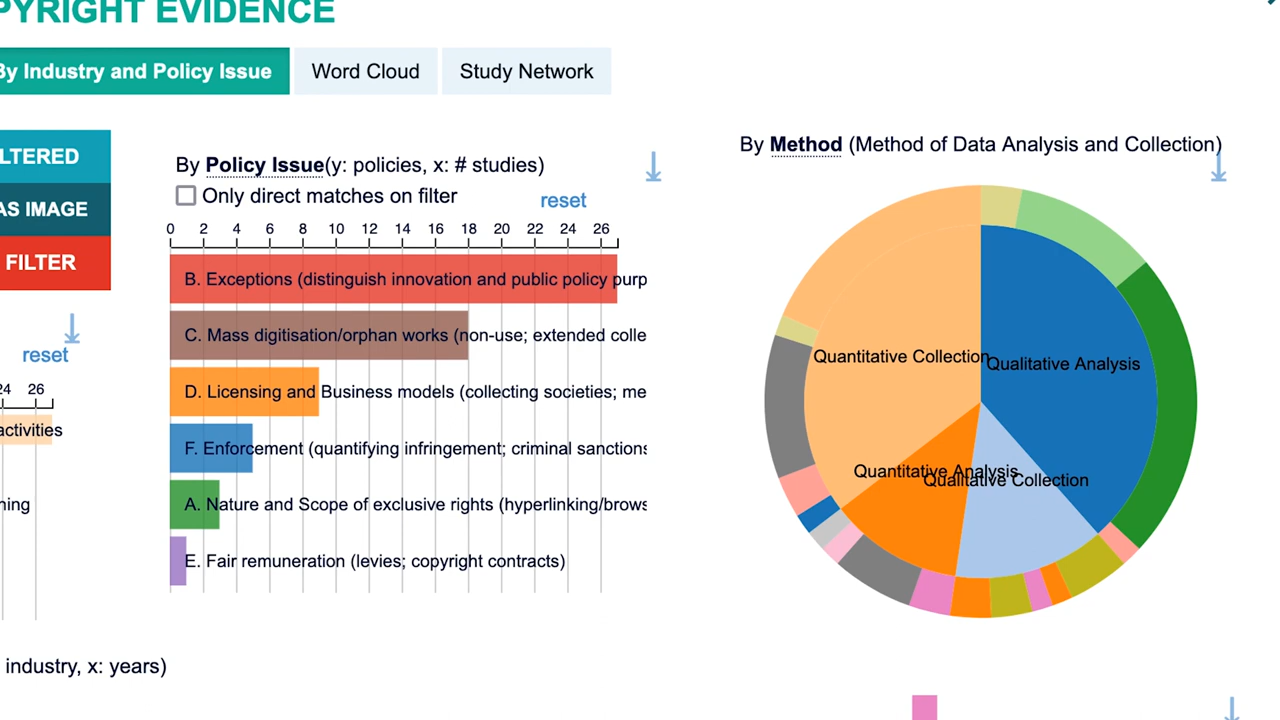 PYRIGHT EVIDENCE
By Industry and Policy Issue
Word Cloud
Study Network
LTERED
AS IMAGE
FILTER
reset
24 26
activities
ning
industry, x: years)
By Policy Issue(y: policies, x: # studies)
Only direct matches on filter
reset
0 2 4 6 8 10 12 14 16 18 20 22 24 26
B. Exceptions (distinguish innovation and public policy purp
C. Mass digitisation/orphan works (non-use; extended colle
D. Licensing and Business models (collecting societies; me
F. Enforcement (quantifying infringement; criminal sanctions
A. Nature and Scope of exclusive rights (hyperlinking/brows
E. Fair remuneration (levies; copyright contracts)
By Method (Method of Data Analysis and Collection)
Quantitative Collection
Qualitative Analysis
Quantitative Analysis
Qualitative Collection